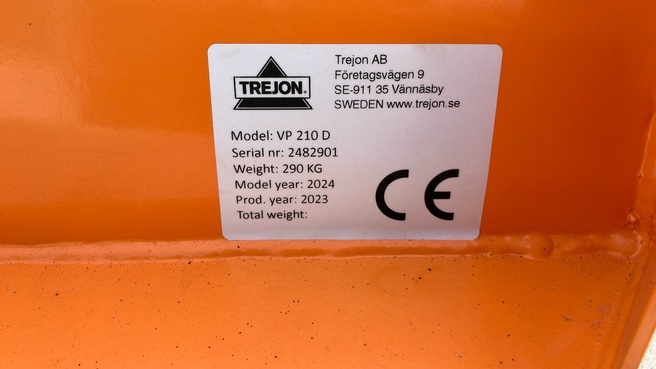 TREJON®
Trejon AB
Företagsvägen 9
SE-911 35 Vännäsby
SWEDEN www.trejon.se
Model: VP 210 D
Serial nr: 2482901
Weight: 290 KG
Model year: 2024
Prod. year: 2023
Total weight:
CE